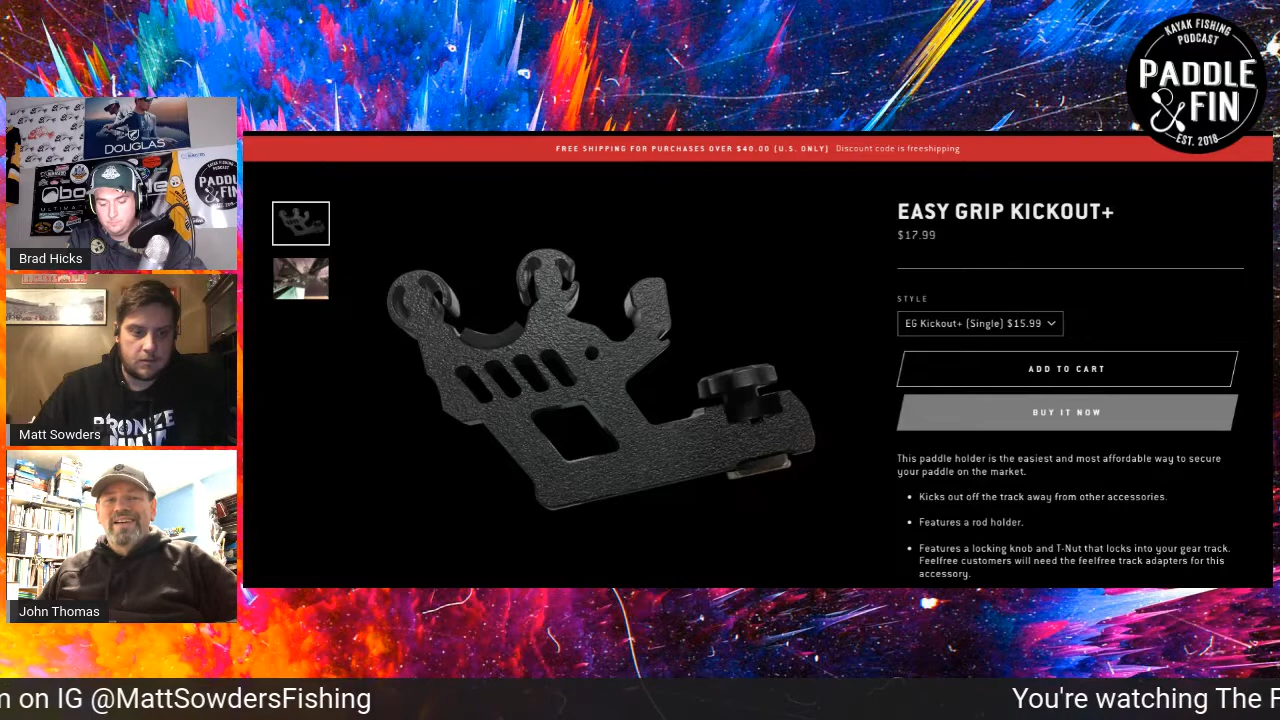 KAYAK FISHING
PODCAST
PADDLE
& FIN
EST. 2018
DOUGLAS
KAYAK FISHING
PODCAST
PADDLE
& FIN
Brad Hicks
Matt Sowders
John Thomas
FREE SHIPPING FOR PURCHASES OVER $40.00 (U.S. ONLY) Discount code is freeshipping
EASY GRIP KICKOUT+
$17.99
STYLE
EG Kickout+ (Single) $15.99
ADD TO CART
BUY IT NOW
This paddle holder is the easiest and most affordable way to secure
your paddle on the market.
• Kicks out off the track away from other accessories.
• Features a rod holder.
• Features a locking knob and T-Nut that locks into your gear track.
Feelfree customers will need the feelfree track adapters for this
accessory.
m on IG @MattSowdersFishing
You're watching The F